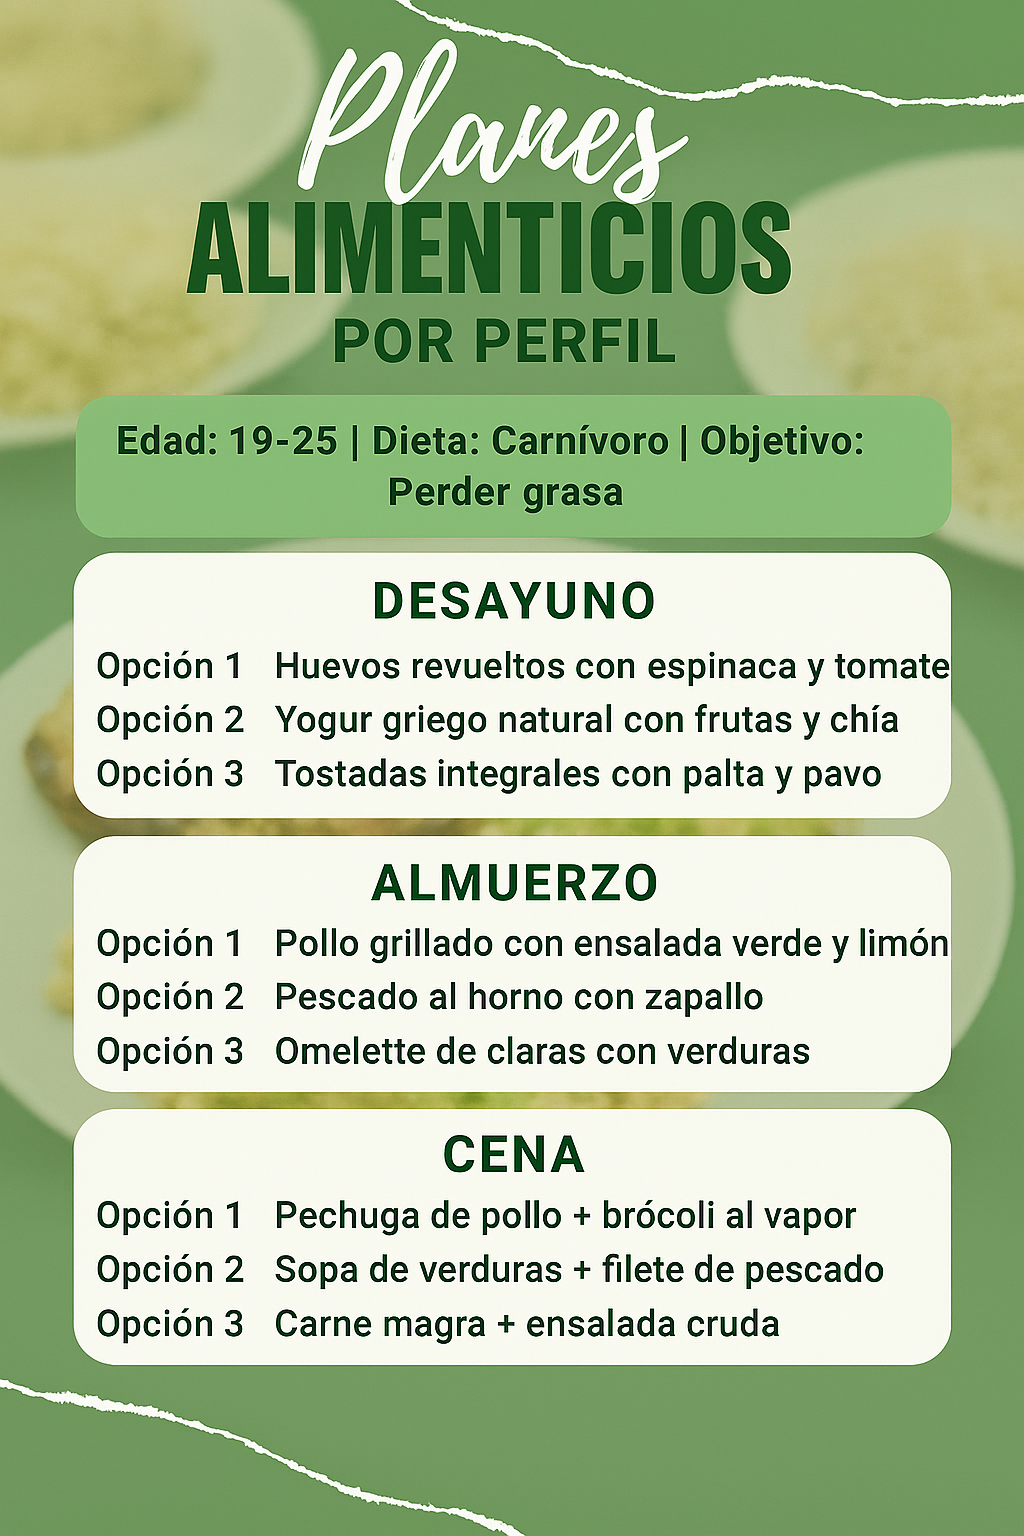 Planes
ALIMENTICIOS
POR PERFIL
Edad: 19-25 | Dieta: Carnívoro | Objetivo:
Perder grasa
DESAYUNO
Opción 1 Huevos revueltos con espinaca y tomate
Opción 2 Yogur griego natural con frutas y chía
Opción 3 Tostadas integrales con palta y pavo
ALMUERZO
Opción 1 Pollo grillado con ensalada verde y limón
Opción 2 Pescado al horno con zapallo
Opción 3 Omelette de claras con verduras
CENA
Opción 1 Pechuga de pollo + brócoli al vapor
Opción 2 Sopa de verduras + filete de pescado
Opción 3 Carne magra + ensalada cruda